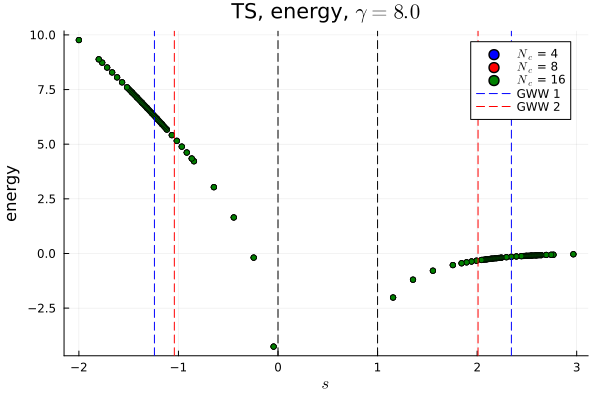 TS, energy, γ = 8.0
energy
10.0
7.5
5.0
2.5
0.0
−2.5
N_c = 4
N_c = 8
N_c = 16
GWW 1
GWW 2
−2 −1 0 1 2 3
s